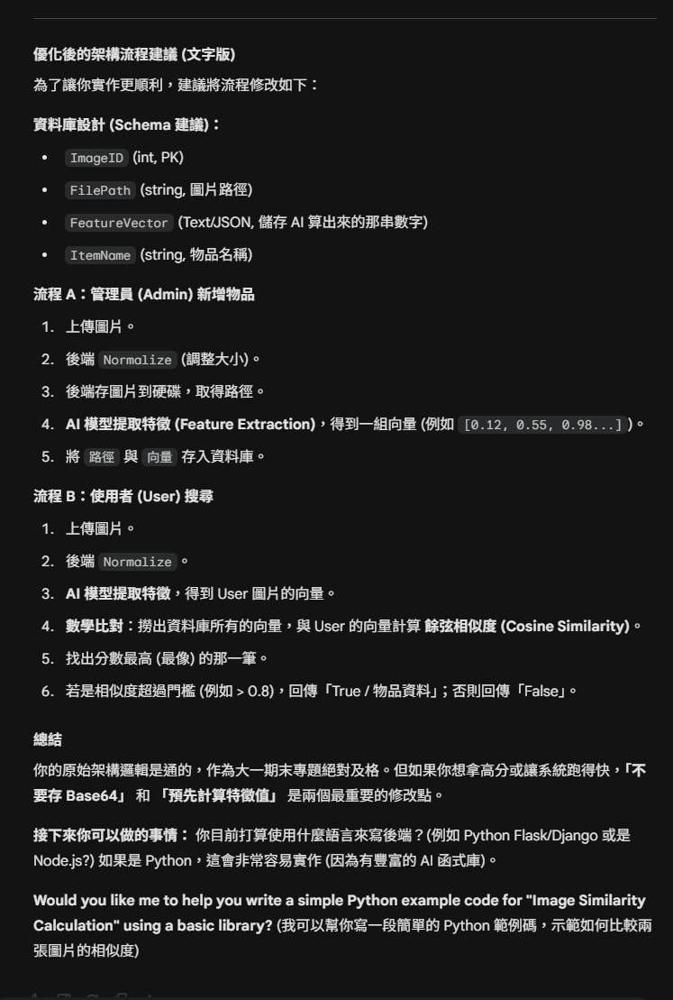 優化後的架構流程建議 (文字版)
為了讓你實作更順利，建議將流程修改如下：
資料庫設計 (Schema 建議)：
• ImageID (int, PK)
• FilePath (string, 圖片路徑)
• FeatureVector (Text/JSON, 儲存 AI 算出來的那串數字)
• ItemName (string, 物品名稱)
流程 A：管理員 (Admin) 新增物品
1. 上傳圖片。
2. 後端 Normalize (調整大小)。
3. 後端存圖片到硬碟，取得路徑。
4. AI 模型提取特徵 (Feature Extraction)，得到一組向量 (例如 [0.12, 0.55, 0.98...] )。
5. 將 路徑 與 向量 存入資料庫。
流程 B：使用者 (User) 搜尋
1. 上傳圖片。
2. 後端 Normalize 。
3. AI 模型提取特徵，得到 User 圖片的向量。
4. 數學比對：撈出資料庫所有的向量，與 User 的向量計算 餘弦相似度 (Cosine Similarity)。
5. 找出分數最高 (最像) 的那一筆。
6. 若是相似度超過門檻 (例如 > 0.8)，回傳「True / 物品資料」；否則回傳「False」。
總結
你的原始架構邏輯是通的，作為大一期末專題絕對及格。但如果你想拿高分或讓系統跑得快，「不
要存 Base64」 和 「預先計算特徵值」 是兩個最重要的修改點。
接下來你可以做的事情： 你目前打算使用什麼語言來寫後端？(例如 Python Flask/Django 或是
Node.js?) 如果是 Python，這會非常容易實作 (因為有豐富的 AI 函式庫)。
Would you like me to help you write a simple Python example code for "Image Similarity
Calculation" using a basic library? (我可以幫你寫一段簡單的 Python 範例碼，示範如何比較兩
張圖片的相似度)